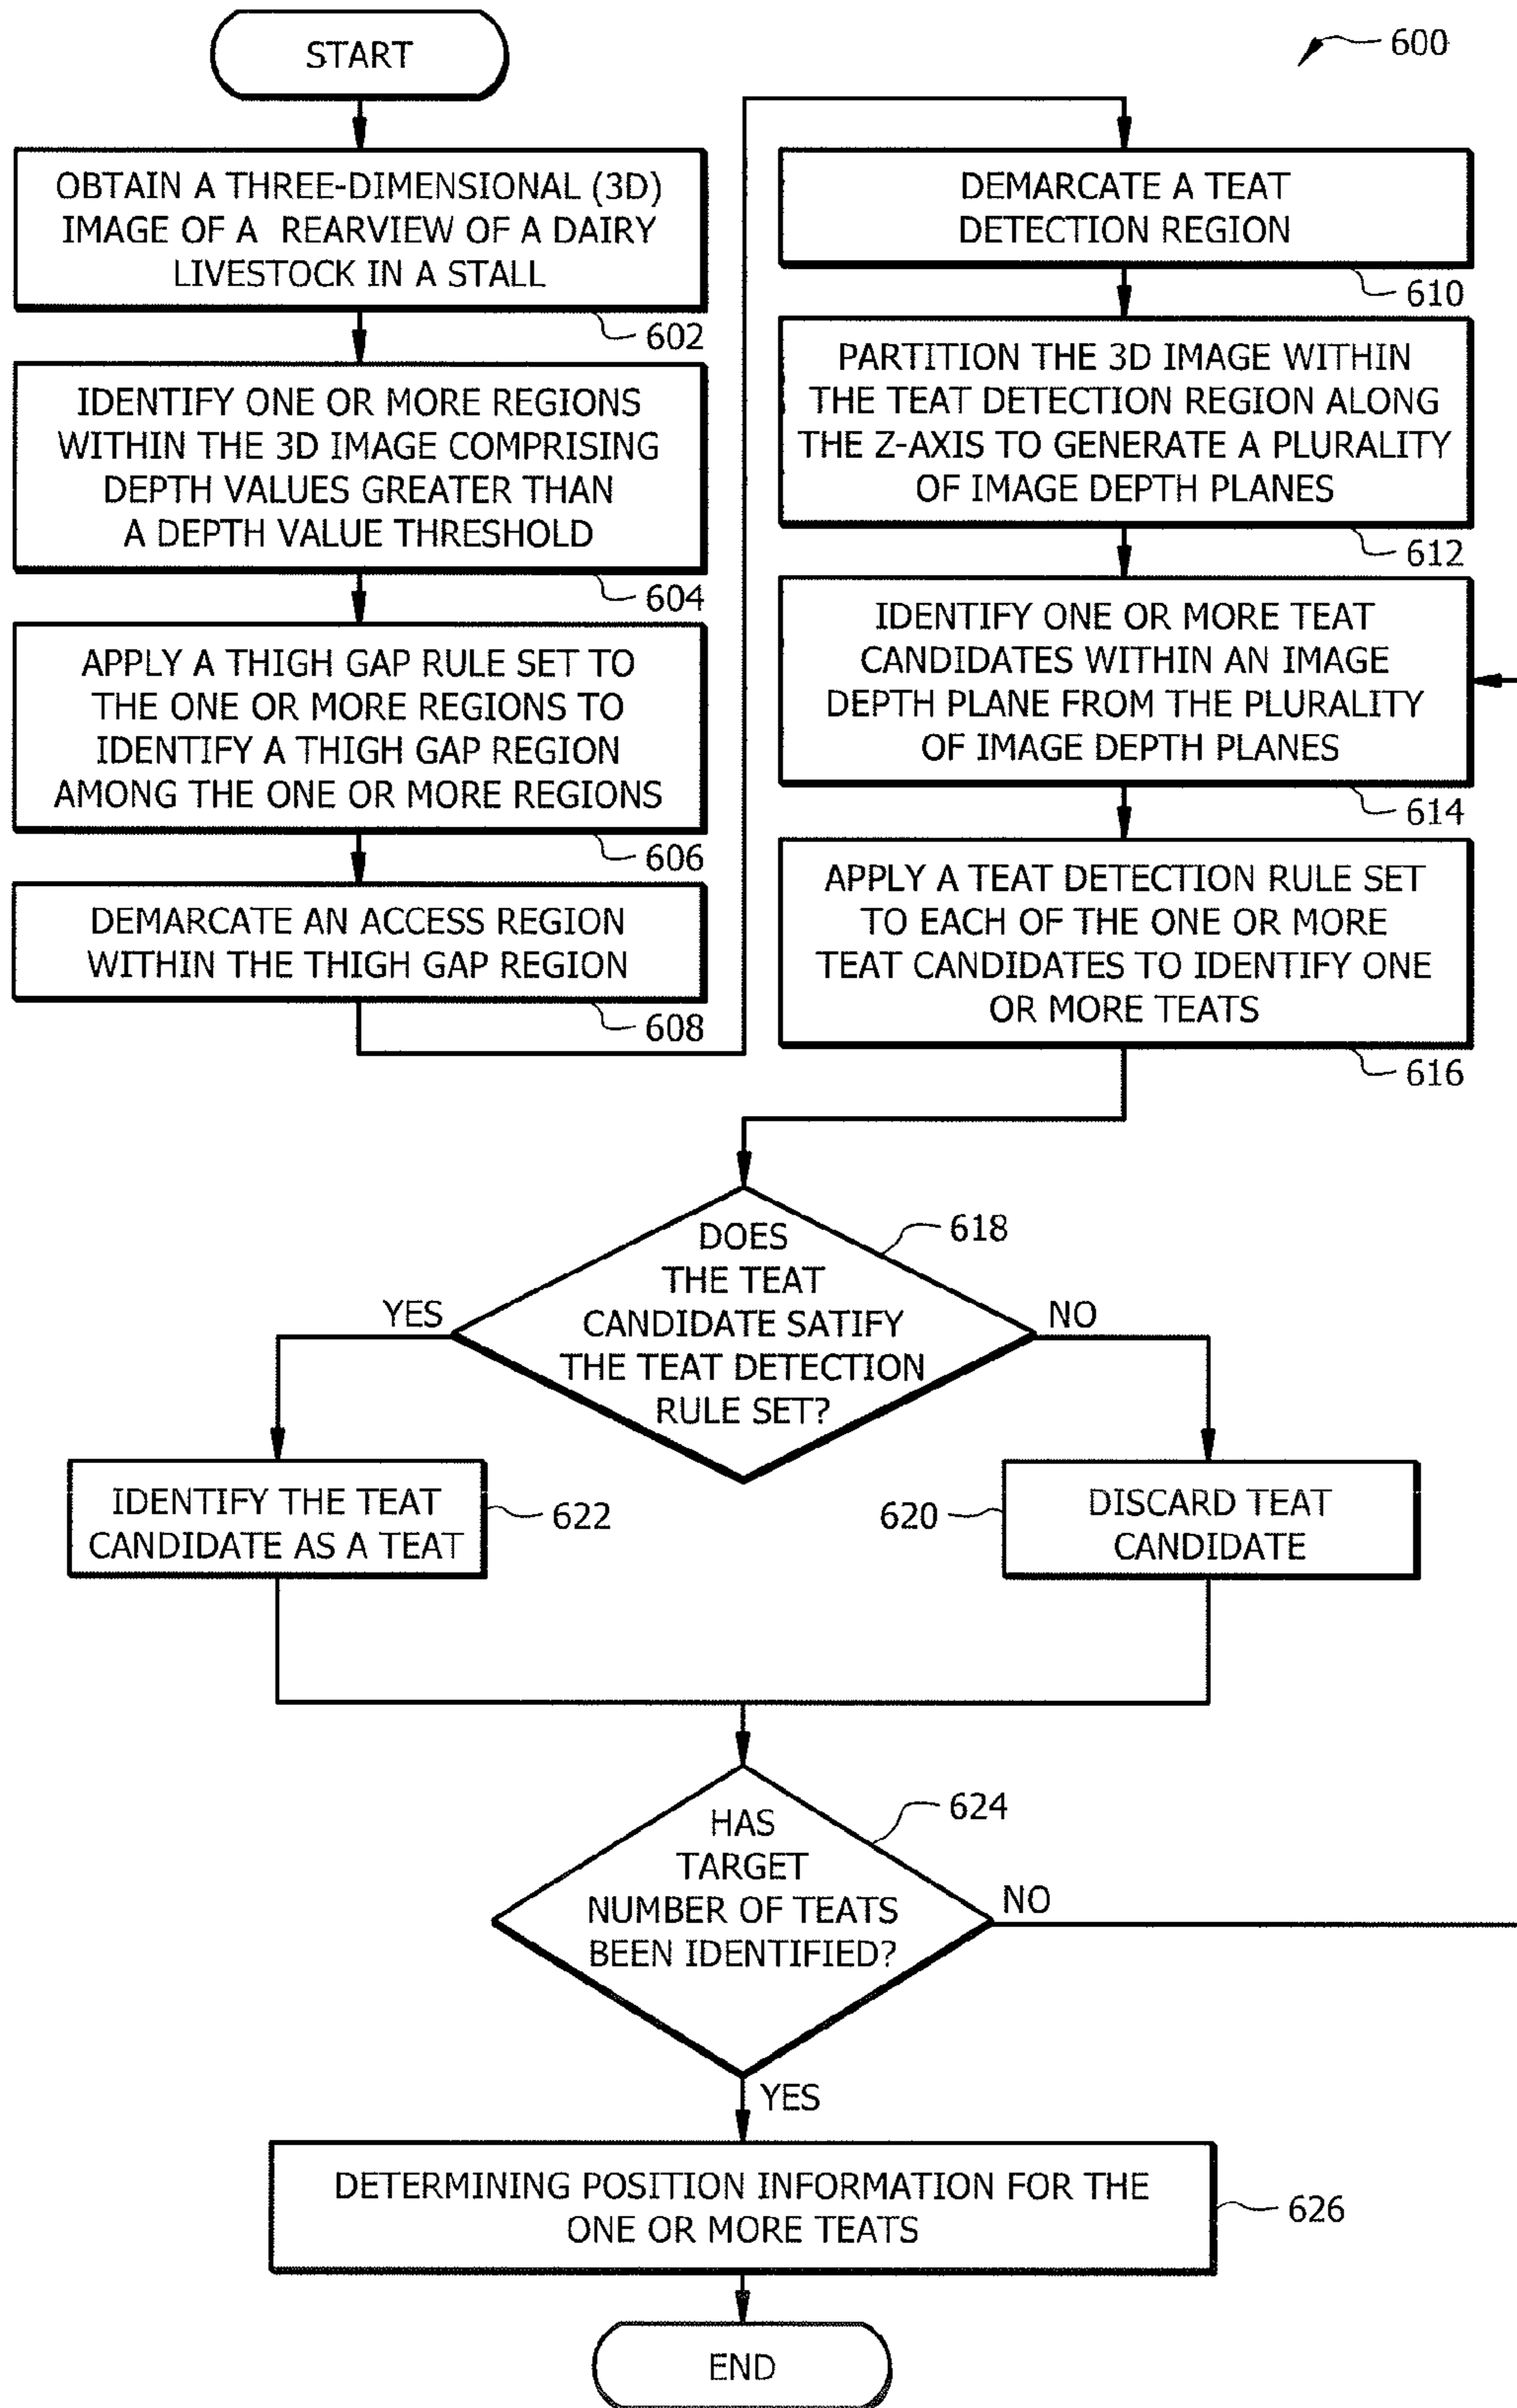 START
600
OBTAIN A THREE-DIMENSIONAL (3D)
IMAGE OF A REARVIEW OF A DAIRY
LIVESTOCK IN A STALL
602
IDENTIFY ONE OR MORE REGIONS
WITHIN THE 3D IMAGE COMPRISING
DEPTH VALUES GREATER THAN
A DEPTH VALUE THRESHOLD
604
APPLY A THIGH GAP RULE SET TO
THE ONE OR MORE REGIONS TO
IDENTIFY A THIGH GAP REGION
AMONG THE ONE OR MORE REGIONS
606
DEMARCATE AN ACCESS REGION
WITHIN THE THIGH GAP REGION
608
DEMARCATE A TEAT
DETECTION REGION
610
PARTITION THE 3D IMAGE WITHIN
THE TEAT DETECTION REGION ALONG
THE Z-AXIS TO GENERATE A PLURALITY
OF IMAGE DEPTH PLANES
612
IDENTIFY ONE OR MORE TEAT
CANDIDATES WITHIN AN IMAGE
DEPTH PLANE FROM THE PLURALITY
OF IMAGE DEPTH PLANES
614
APPLY A TEAT DETECTION RULE SET
TO EACH OF THE ONE OR MORE
TEAT CANDIDATES TO IDENTIFY ONE
OR MORE TEATS
616
DOES
THE TEAT
CANDIDATE SATIFY
THE TEAT DETECTION
RULE SET?
618
YES
NO
IDENTIFY THE TEAT
CANDIDATE AS A TEAT
622
620
DISCARD TEAT
CANDIDATE
HAS
TARGET
NUMBER OF TEATS
BEEN IDENTIFIED?
624
NO
YES
DETERMINING POSITION INFORMATION FOR THE
ONE OR MORE TEATS
626
END